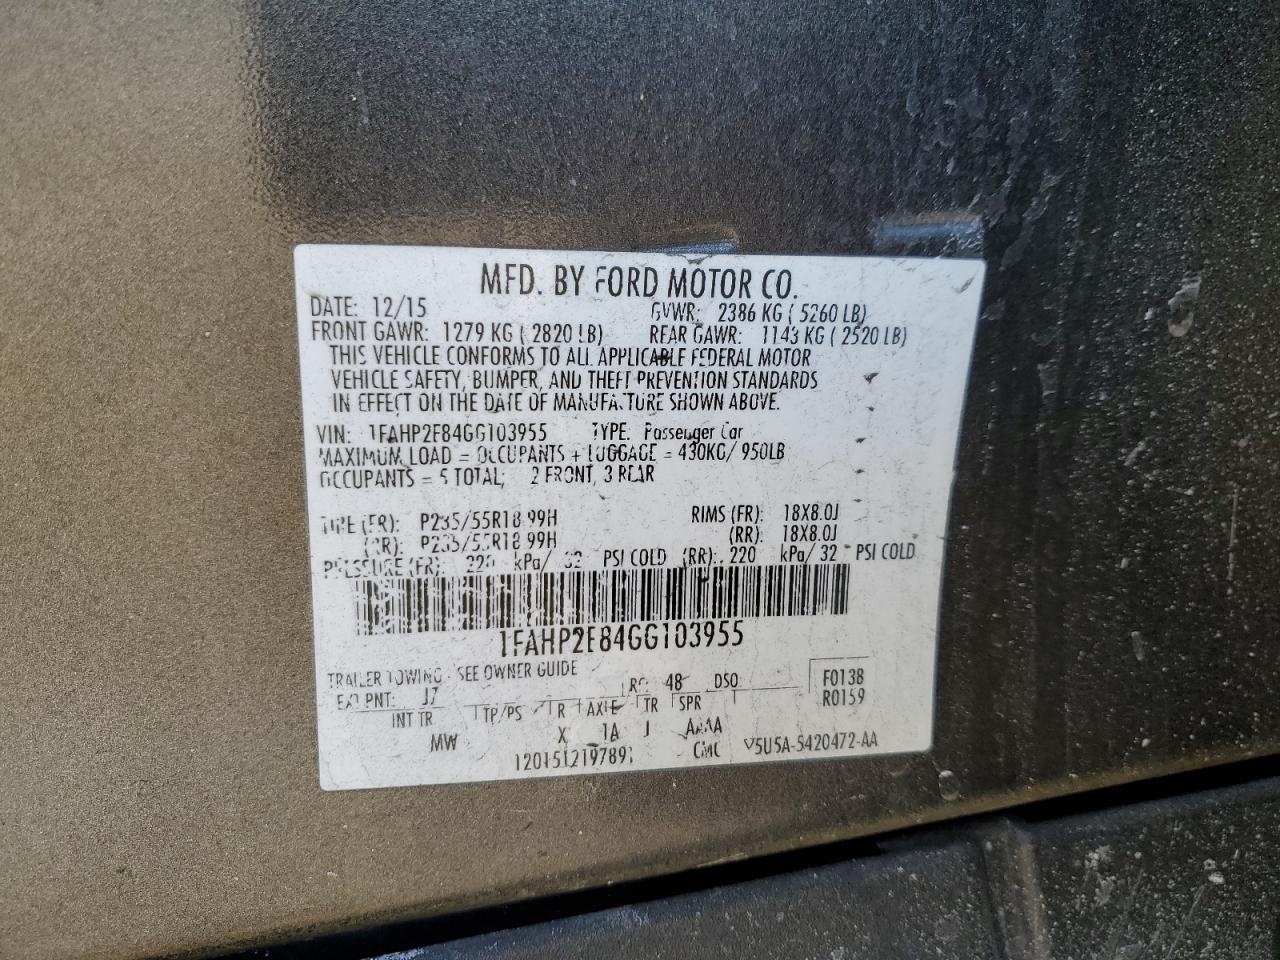 MFD. BY FORD MOTOR CO.
DATE: 12/15 GVWR: 2386 KG ( 5260 LB)
FRONT GAWR: 1279 KG ( 2820 LB) REAR GAWR: 1143 KG ( 2520 LB)
THIS VEHICLE CONFORMS TO ALL APPLICABLE FEDERAL MOTOR
VEHICLE SAFETY, BUMPER, AND THEFT PREVENTION STANDARDS
IN EFFECT ON THE DATE OF MANUFACTURE SHOWN ABOVE.
VIN: 1FAHP2E84GG103955 TYPE: Passenger Car
MAXIMUM LOAD = OCCUPANTS + LUGGAGE = 430KG/ 950LB
OCCUPANTS = 5 TOTAL; 2 FRONT, 3 REAR
TIRE (FR): P235/55R18 99H RIMS (FR): 18X8.0J
(RR): P235/55R18 99H (RR): 18X8.0J
PRESSURE (FR): 220 kPa/ 32 PSI COLD (RR): 220 kPa/ 32 PSI COLD
1FAHP2E84GG103955
TRAILER TOWING - SEE OWNER GUIDE
EXT PNT: J7 RC: 48 DSO F0138
INT TR TP/PS R AXLE TR SPR R0159
MW X 1A J AAAA
CMC V5U5A-5420472-AA